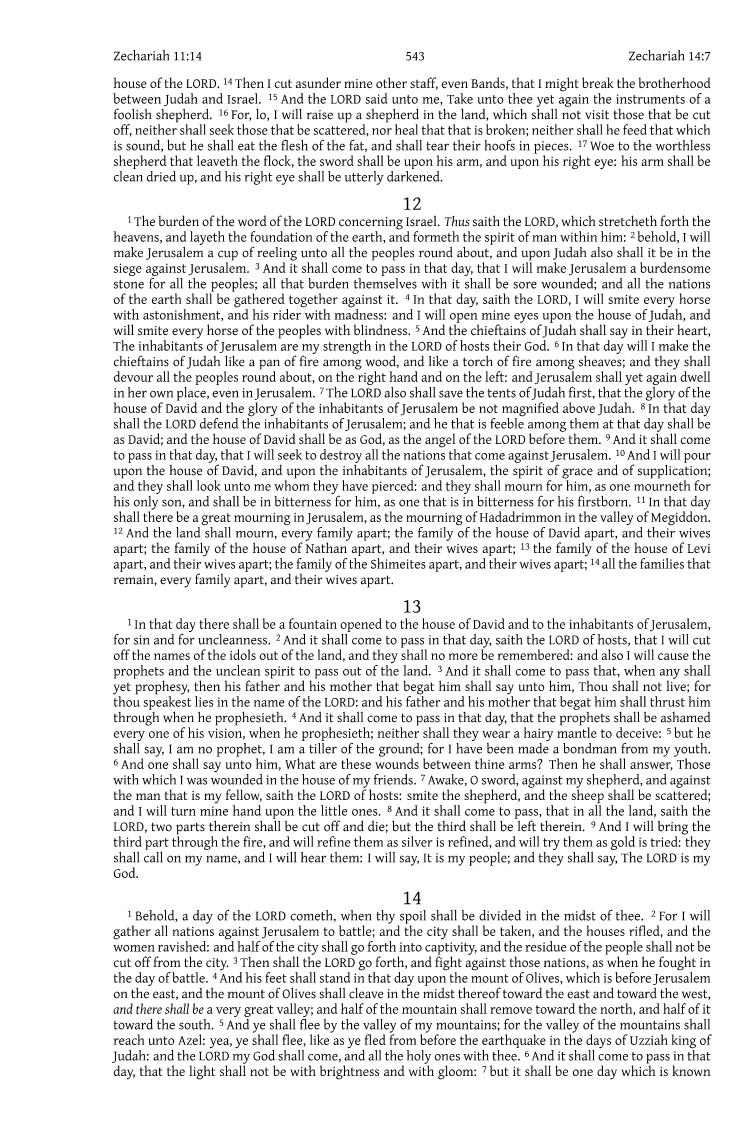 Zechariah 11:14 543 Zechariah 14:7
house of the LORD. 14 Then I cut asunder mine other staff, even Bands, that I might break the brotherhood
between Judah and Israel. 15 And the LORD said unto me, Take unto thee yet again the instruments of a
foolish shepherd. 16 For, lo, I will raise up a shepherd in the land, which shall not visit those that be cut
off, neither shall seek those that be scattered, nor heal that that is broken; neither shall he feed that which
is sound, but he shall eat the flesh of the fat, and shall tear their hoofs in pieces. 17 Woe to the worthless
shepherd that leaveth the flock, the sword shall be upon his arm, and upon his right eye: his arm shall be
clean dried up, and his right eye shall be utterly darkened.
12
1 The burden of the word of the LORD concerning Israel. Thus saith the LORD, which stretcheth forth the
heavens, and layeth the foundation of the earth, and formeth the spirit of man within him: 2 behold, I will
make Jerusalem a cup of reeling unto all the peoples round about, and upon Judah also shall it be in the
siege against Jerusalem. 3 And it shall come to pass in that day, that I will make Jerusalem a burdensome
stone for all the peoples; all that burden themselves with it shall be sore wounded; and all the nations
of the earth shall be gathered together against it. 4 In that day, saith the LORD, I will smite every horse
with astonishment, and his rider with madness: and I will open mine eyes upon the house of Judah, and
will smite every horse of the peoples with blindness. 5 And the chieftains of Judah shall say in their heart,
The inhabitants of Jerusalem are my strength in the LORD of hosts their God. 6 In that day will I make the
chieftains of Judah like a pan of fire among wood, and like a torch of fire among sheaves; and they shall
devour all the peoples round about, on the right hand and on the left: and Jerusalem shall yet again dwell
in her own place, even in Jerusalem. 7 The LORD also shall save the tents of Judah first, that the glory of the
house of David and the glory of the inhabitants of Jerusalem be not magnified above Judah. 8 In that day
shall the LORD defend the inhabitants of Jerusalem; and he that is feeble among them at that day shall be
as David; and the house of David shall be as God, as the angel of the LORD before them. 9 And it shall come
to pass in that day, that I will seek to destroy all the nations that come against Jerusalem. 10 And I will pour
upon the house of David, and upon the inhabitants of Jerusalem, the spirit of grace and of supplication;
and they shall look unto me whom they have pierced: and they shall mourn for him, as one mourneth for
his only son, and shall be in bitterness for him, as one that is in bitterness for his firstborn. 11 In that day
shall there be a great mourning in Jerusalem, as the mourning of Hadadrimmon in the valley of Megiddon.
12 And the land shall mourn, every family apart; the family of the house of David apart, and their wives
apart; the family of the house of Nathan apart, and their wives apart; 13 the family of the house of Levi
apart, and their wives apart; the family of the Shimeites apart, and their wives apart; 14 all the families that
remain, every family apart, and their wives apart.
13
1 In that day there shall be a fountain opened to the house of David and to the inhabitants of Jerusalem,
for sin and for uncleanness. 2 And it shall come to pass in that day, saith the LORD of hosts, that I will cut
off the names of the idols out of the land, and they shall no more be remembered: and also I will cause the
prophets and the unclean spirit to pass out of the land. 3 And it shall come to pass that, when any shall
yet prophesy, then his father and his mother that begat him shall say unto him, Thou shall not live; for
thou speakest lies in the name of the LORD: and his father and his mother that begat him shall thrust him
through when he prophesieth. 4 And it shall come to pass in that day, that the prophets shall be ashamed
every one of his vision, when he prophesieth; neither shall they wear a hairy mantle to deceive: 5 but he
shall say, I am no prophet, I am a tiller of the ground; for I have been made a bondman from my youth.
6 And one shall say unto him, What are these wounds between thine arms? Then he shall answer, Those
with which I was wounded in the house of my friends. 7 Awake, O sword, against my shepherd, and against
the man that is my fellow, saith the LORD of hosts: smite the shepherd, and the sheep shall be scattered;
and I will turn mine hand upon the little ones. 8 And it shall come to pass, that in all the land, saith the
LORD, two parts therein shall be cut off and die; but the third shall be left therein. 9 And I will bring the
third part through the fire, and will refine them as silver is refined, and will try them as gold is tried: they
shall call on my name, and I will hear them: I will say, It is my people; and they shall say, The LORD is my
God.
14
1 Behold, a day of the LORD cometh, when thy spoil shall be divided in the midst of thee. 2 For I will
gather all nations against Jerusalem to battle; and the city shall be taken, and the houses rifled, and the
women ravished: and half of the city shall go forth into captivity, and the residue of the people shall not be
cut off from the city. 3 Then shall the LORD go forth, and fight against those nations, as when he fought in
the day of battle. 4 And his feet shall stand in that day upon the mount of Olives, which is before Jerusalem
on the east, and the mount of Olives shall cleave in the midst thereof toward the east and toward the west,
and there shall be a very great valley; and half of the mountain shall remove toward the north, and half of it
toward the south. 5 And ye shall flee by the valley of my mountains; for the valley of the mountains shall
reach unto Azel: yea, ye shall flee, like as ye fled from before the earthquake in the days of Uzziah king of
Judah: and the LORD my God shall come, and all the holy ones with thee. 6 And it shall come to pass in that
day, that the light shall not be with brightness and with gloom: 7 but it shall be one day which is known